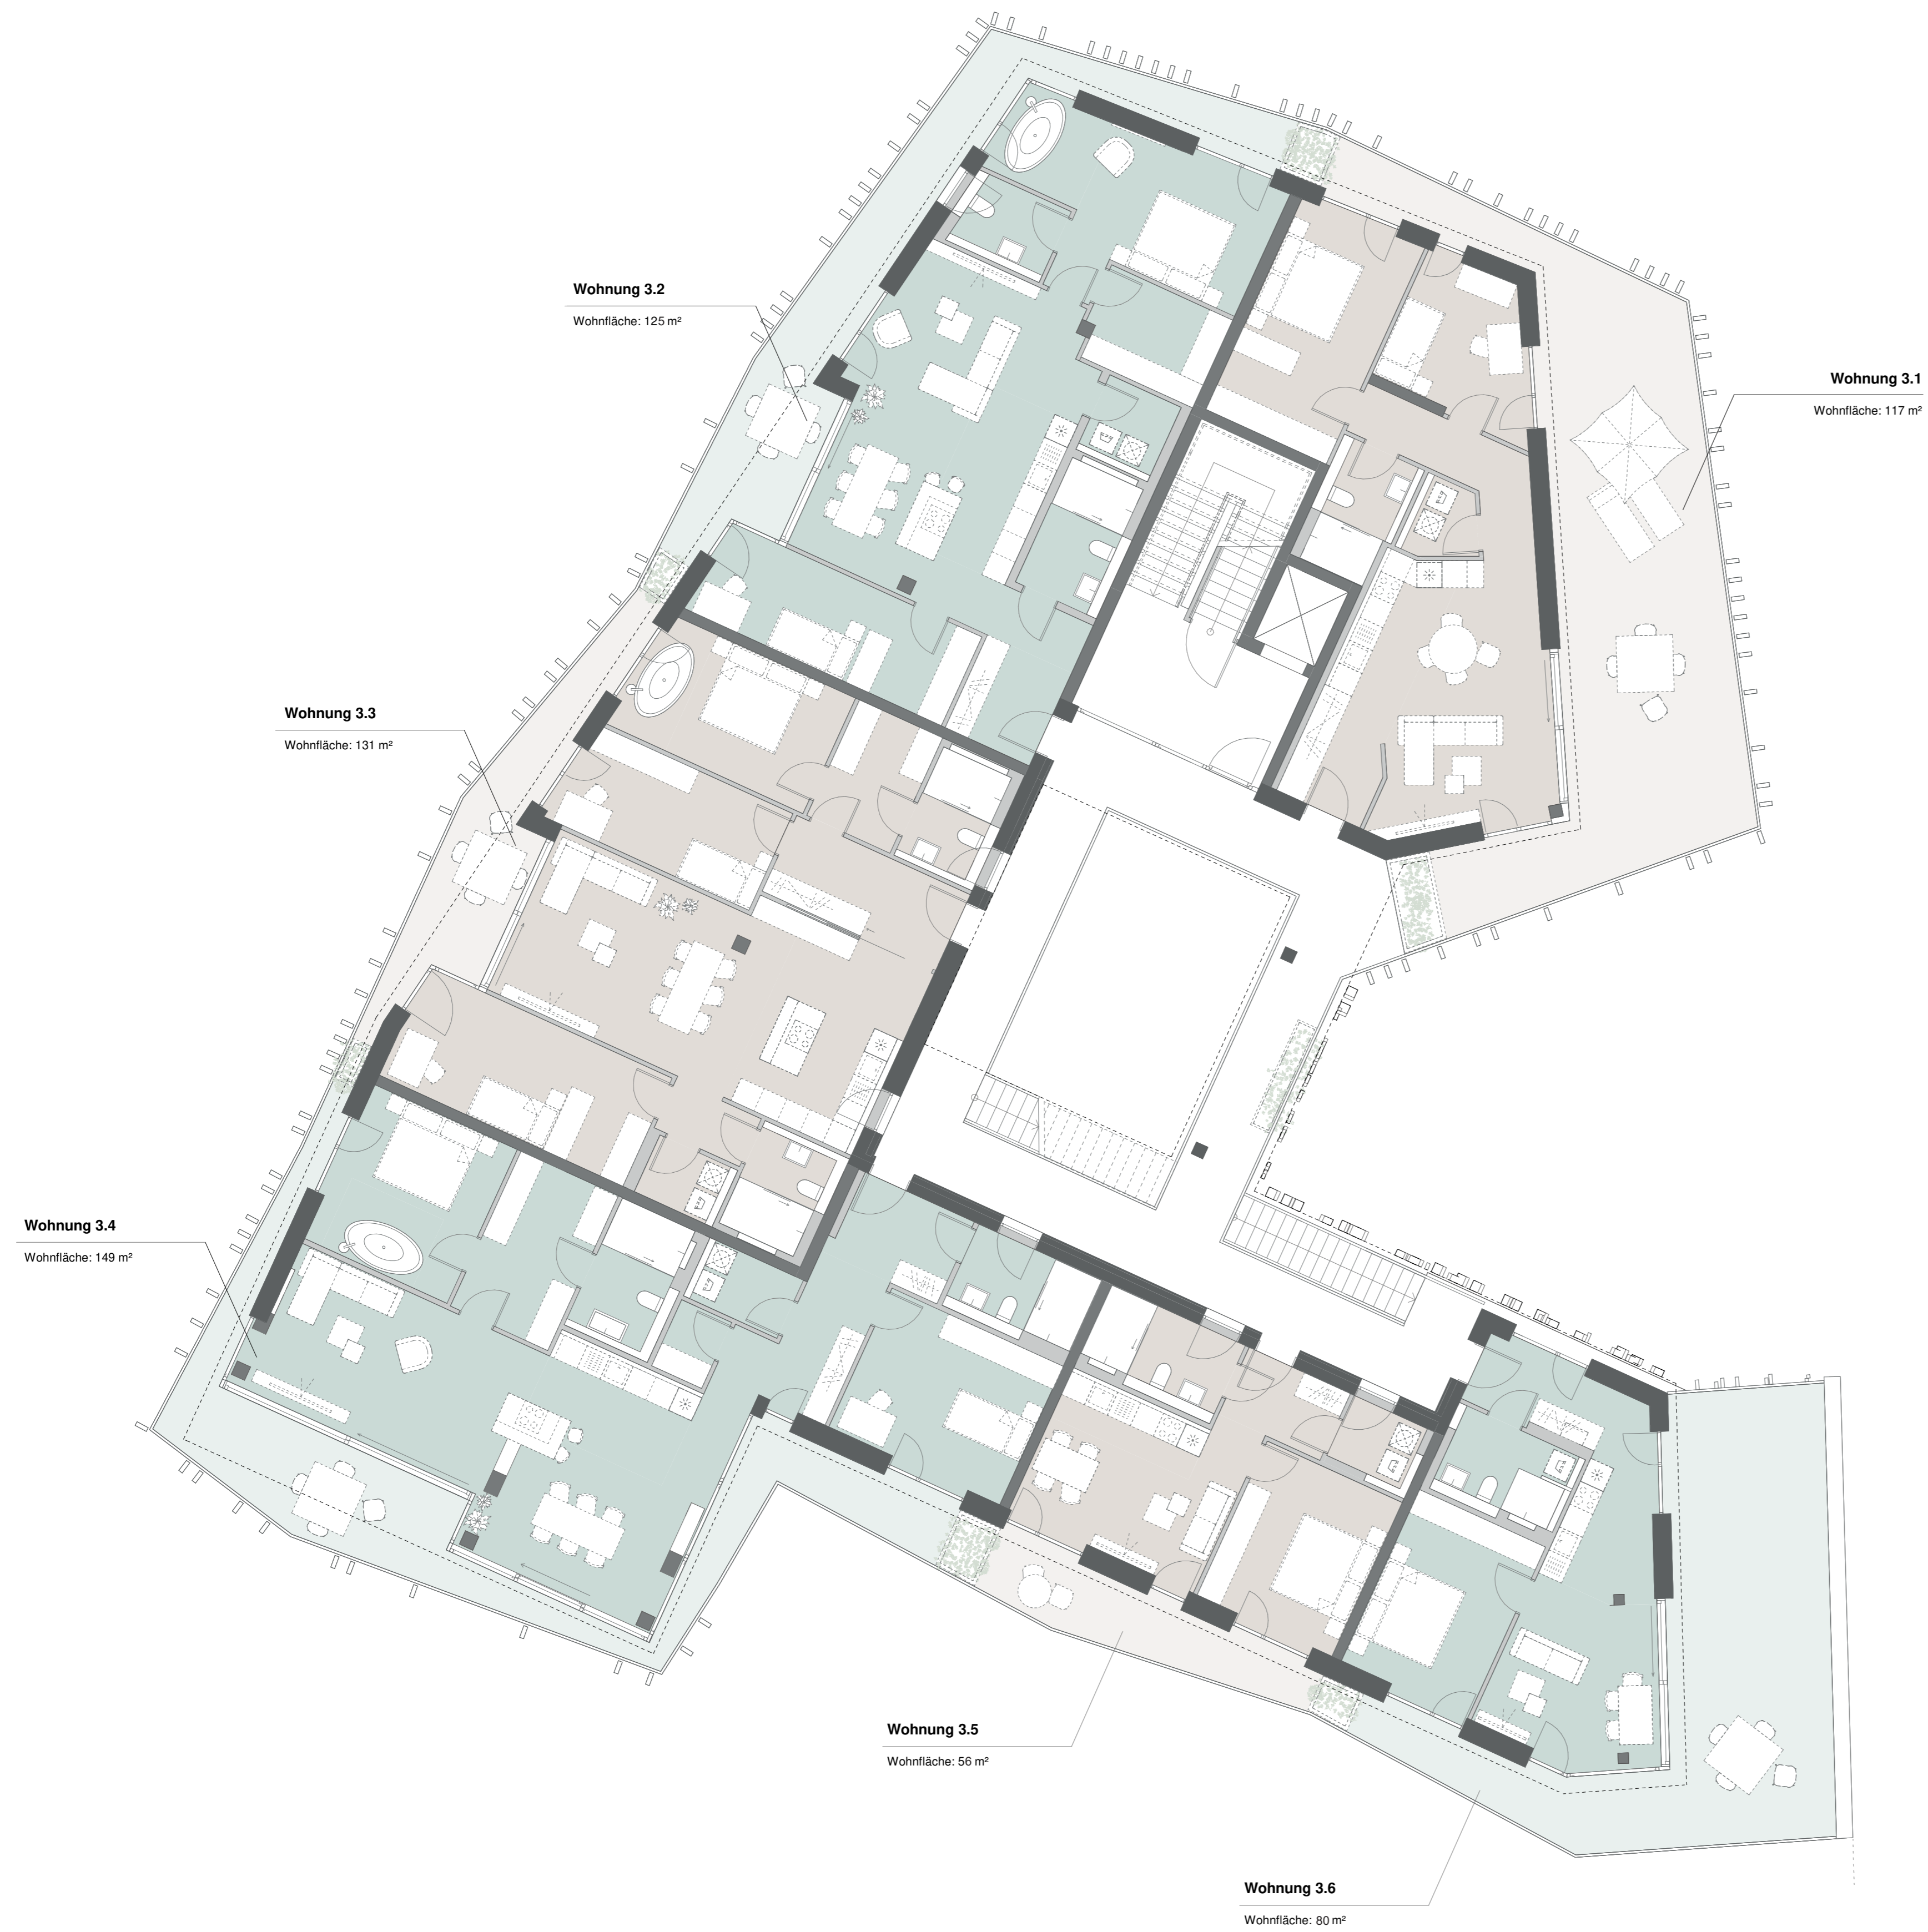 Wohnung 3.2
Wohnfläche: 125 m²
Wohnung 3.1
Wohnfläche: 117 m²
Wohnung 3.3
Wohnfläche: 131 m²
Wohnung 3.4
Wohnfläche: 149 m²
Wohnung 3.5
Wohnfläche: 56 m²
Wohnung 3.6
Wohnfläche: 80 m²